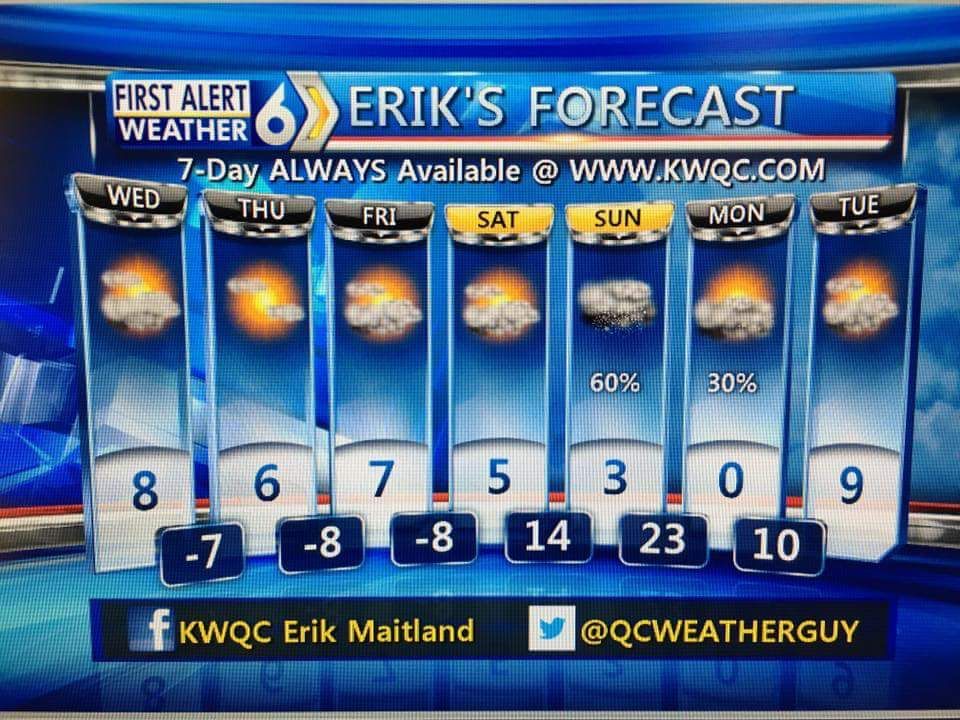 FIRST ALERT
WEATHER
6
ERIK'S FORECAST
7-Day ALWAYS Available @ WWW.KWQC.COM
WED THU FRI SAT SUN MON TUE
60% 30%
8 6 7 5 3 0 9
-7 -8 -8 14 23 10
f KWQC Erik Maitland @QCWEATHERGUY